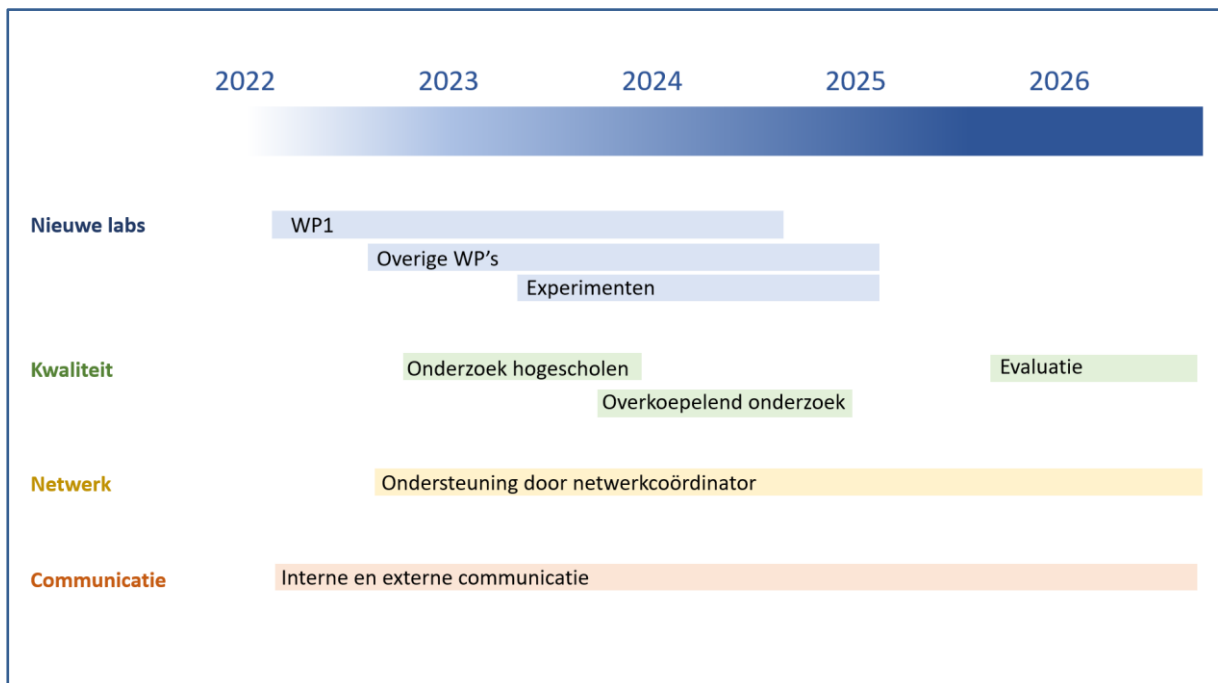 2022 2023 2024 2025 2026
Nieuwe labs WP1
Overige WP's
Experimenten
Kwaliteit Onderzoek hogescholen Evaluatie
Overkoepelend onderzoek
Netwerk Ondersteuning door netwerkcoördinator
Communicatie Interne en externe communicatie